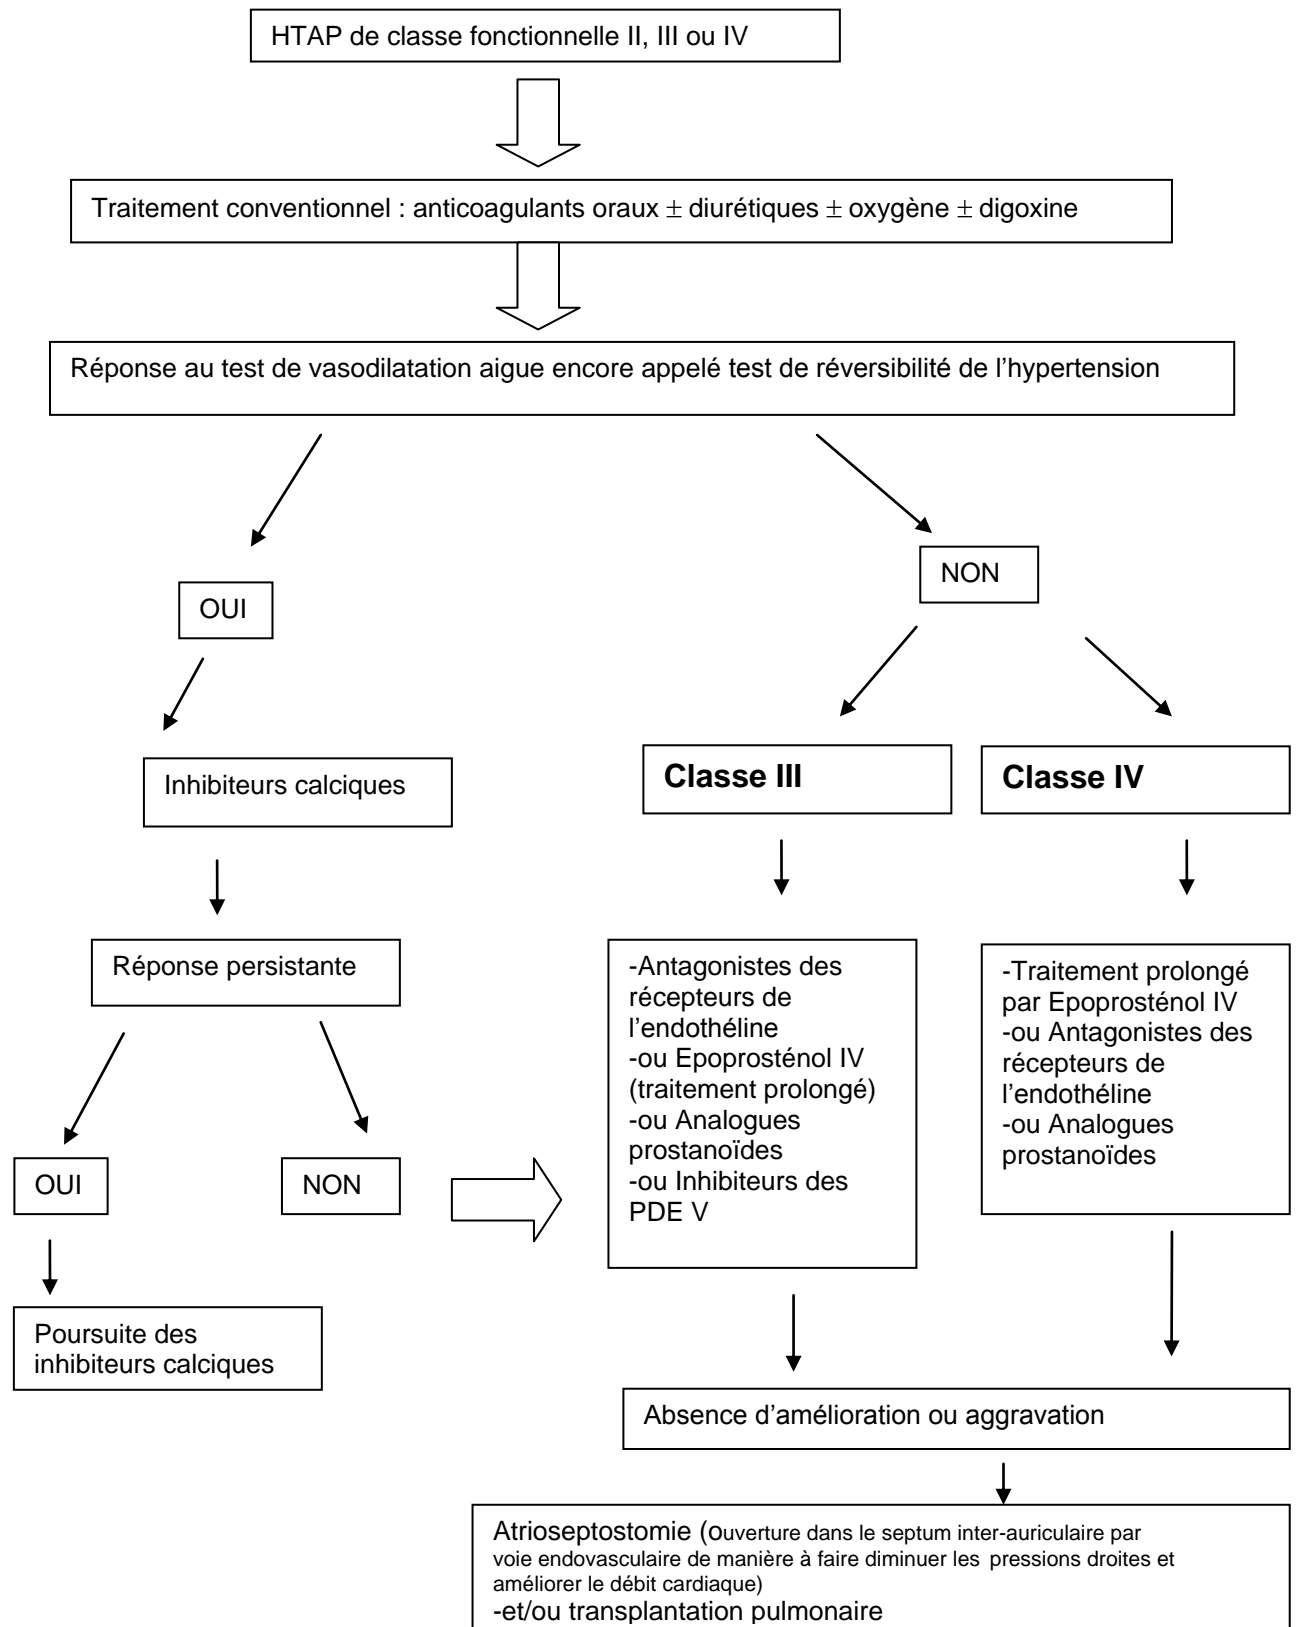 HTAP de classe fonctionnelle II, III ou IV
Traitement conventionnel : anticoagulants oraux ± diurétiques ± oxygène ± digoxine
Réponse au test de vasodilatation aigue encore appelé test de réversibilité de l’hypertension
OUI
NON
Inhibiteurs calciques
Classe III
Classe IV
Réponse persistante
-Antagonistes des
récepteurs de
l’endothéline
-ou Epoprosténol IV
(traitement prolongé)
-ou Analogues
prostanoïdes
-ou Inhibiteurs des
PDE V
-Traitement prolongé
par Epoprosténol IV
-ou Antagonistes des
récepteurs de
l’endothéline
-ou Analogues
prostanoïdes
OUI
NON
Poursuite des
inhibiteurs calciques
Absence d’amélioration ou aggravation
Atrioseptostomie (ouverture dans le septum inter-auriculaire par
voie endovasculaire de manière à faire diminuer les pressions droites et
améliorer le débit cardiaque)
-et/ou transplantation pulmonaire